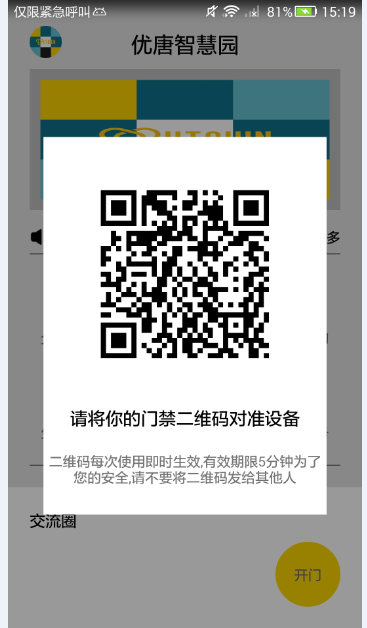 仅限紧急呼叫
81% 15:19
优唐智慧园
多
请将你的门禁二维码对准设备
二维码每次使用即时生效,有效期限5分钟为了
您的安全,请不要将二维码发给其他人
交流圈
开门